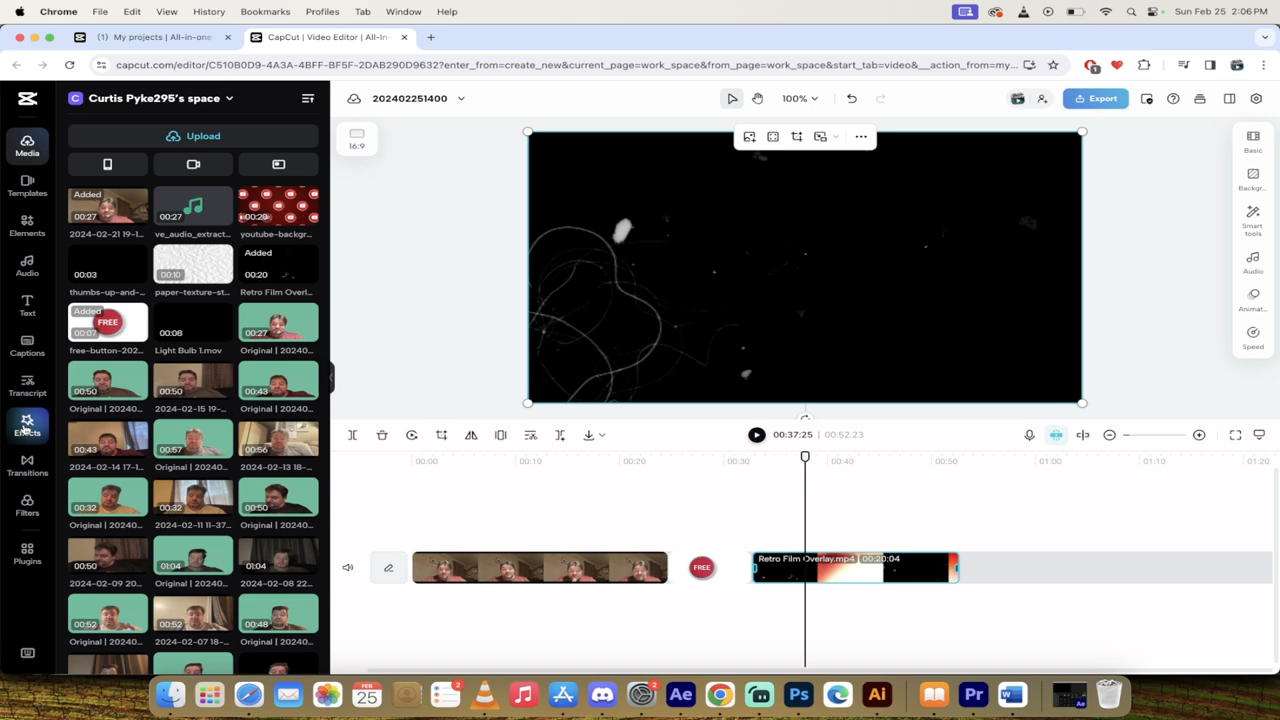 Chrome File Edit View History Bookmarks Profiles Tab Window Help
Sun Feb 25 2:06 PM
(1) My projects | All-in-one
CapCut | Video Editor | All-In-
capcut.com/editor/C510B0D9-4A3A-4BFF-BF5F-2DAB290D9632?enter_from=create_new&current_page=work_space&from_page=work_space&start_tab=video&__action_from=my...
Curtis Pyke295's space
202402251400
100%
Export
Media
Templates
Elements
Audio
Text
Captions
Transcript
Effects
Transitions
Filters
Plugins
Upload
Added
00:27 00:27 00:29
2024-02-21 19-1... ve_audio_extract... youtube-backgr...
Added
00:03 00:10 00:20
thumbs-up-and-... paper-texture-st... Retro Film Overl...
Added
FREE
00:07 00:08 00:27
free-button-202... Light Bulb 1.mov Original | 20240...
00:50 00:50 00:43
Original | 20240... 2024-02-15 19-... Original | 20240...
00:43 00:57 00:56
2024-02-14 17-1... Original | 20240... 2024-02-13 18-...
00:32 00:32 00:50
Original | 20240... 2024-02-11 11-37... Original | 20240...
00:50 01:04 01:04
2024-02-09 20... Original | 20240... 2024-02-08 22...
00:52 00:52 00:48
Original | 20240... 2024-02-07 18-... Original | 20240...
16:9
Basic
Backgr...
Smart
tools
Audio
Animat...
Speed
00:37:25 | 00:52:23
00:00 00:10 00:20 00:30 00:40 00:50 01:00 01:10 01:20
FREE
Retro Film Overlay.mp4 00:20:04
FEB
25
2
2
Ae
Ps
Ai
Pr
W
Ae